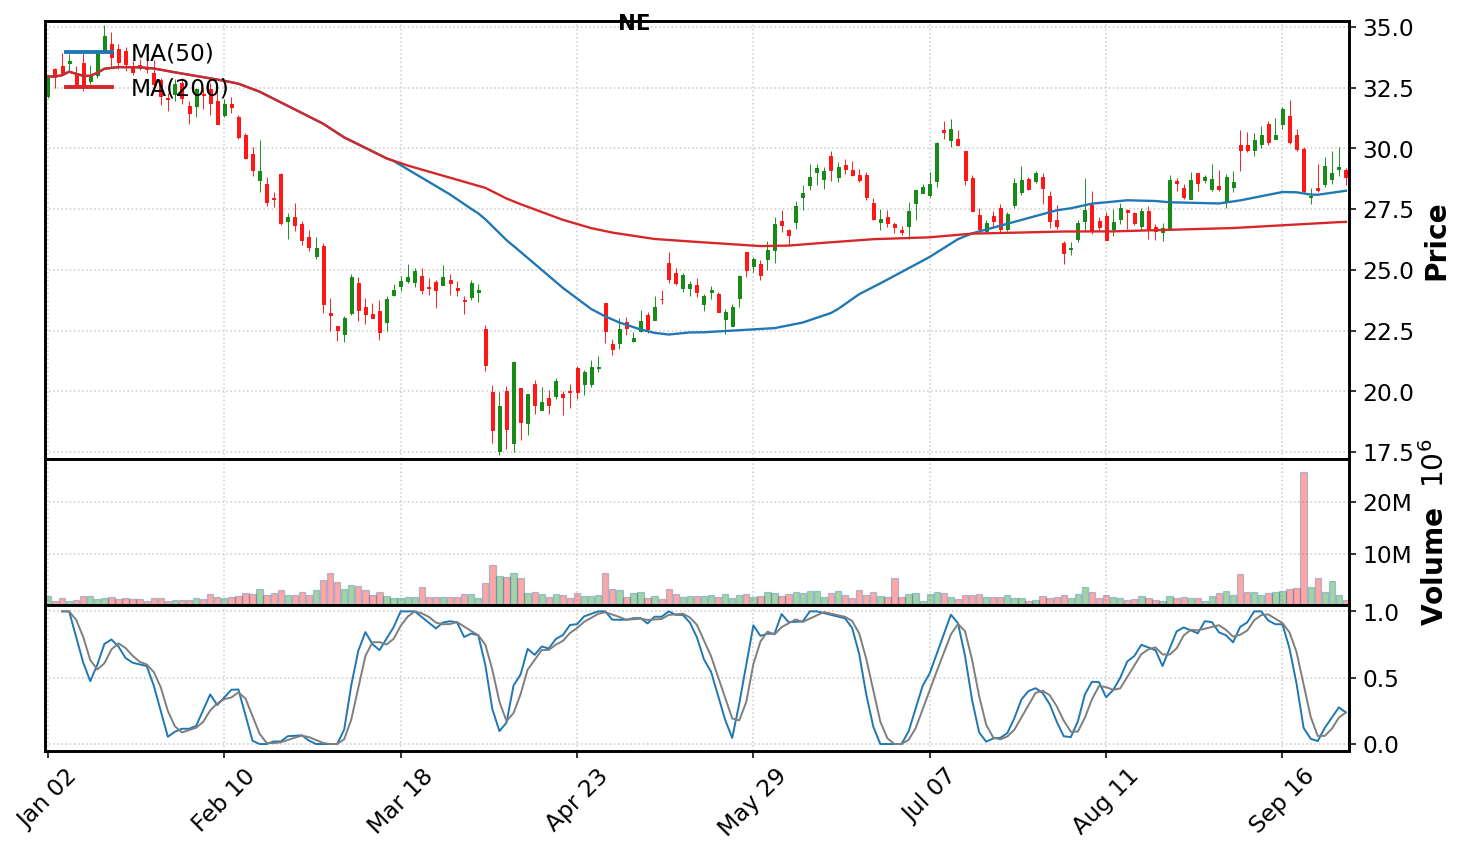 NE
MA(50)
MA(200)
35.0
32.5
30.0
27.5
25.0
22.5
20.0
17.5
Price
20M
10M
Volume 10^6
1.0
0.5
0.0
Jan 02
Feb 10
Mar 18
Apr 23
May 29
Jul 07
Aug 11
Sep 16